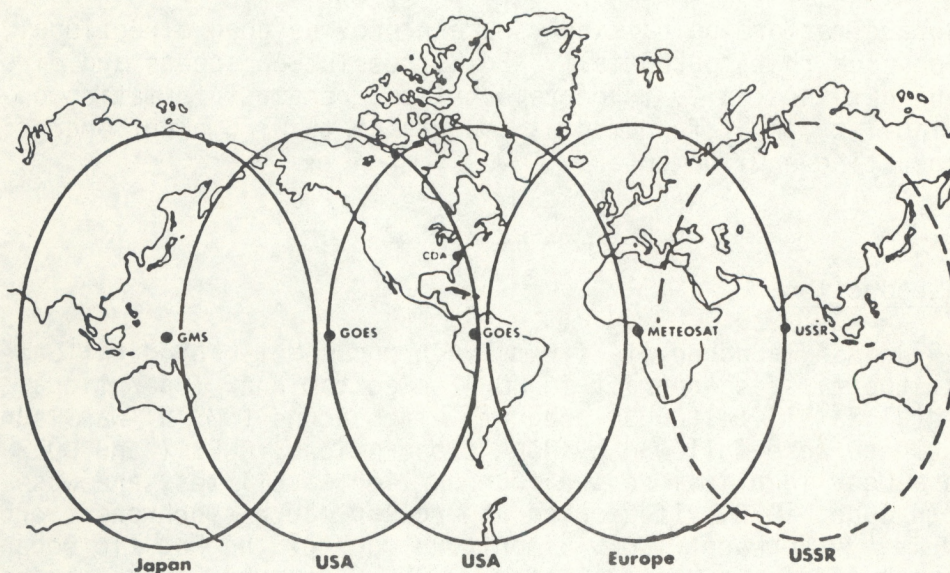 CDA
GMS
GOES
GOES
METEOSAT
USSR
Japan
USA
USA
Europe
USSR